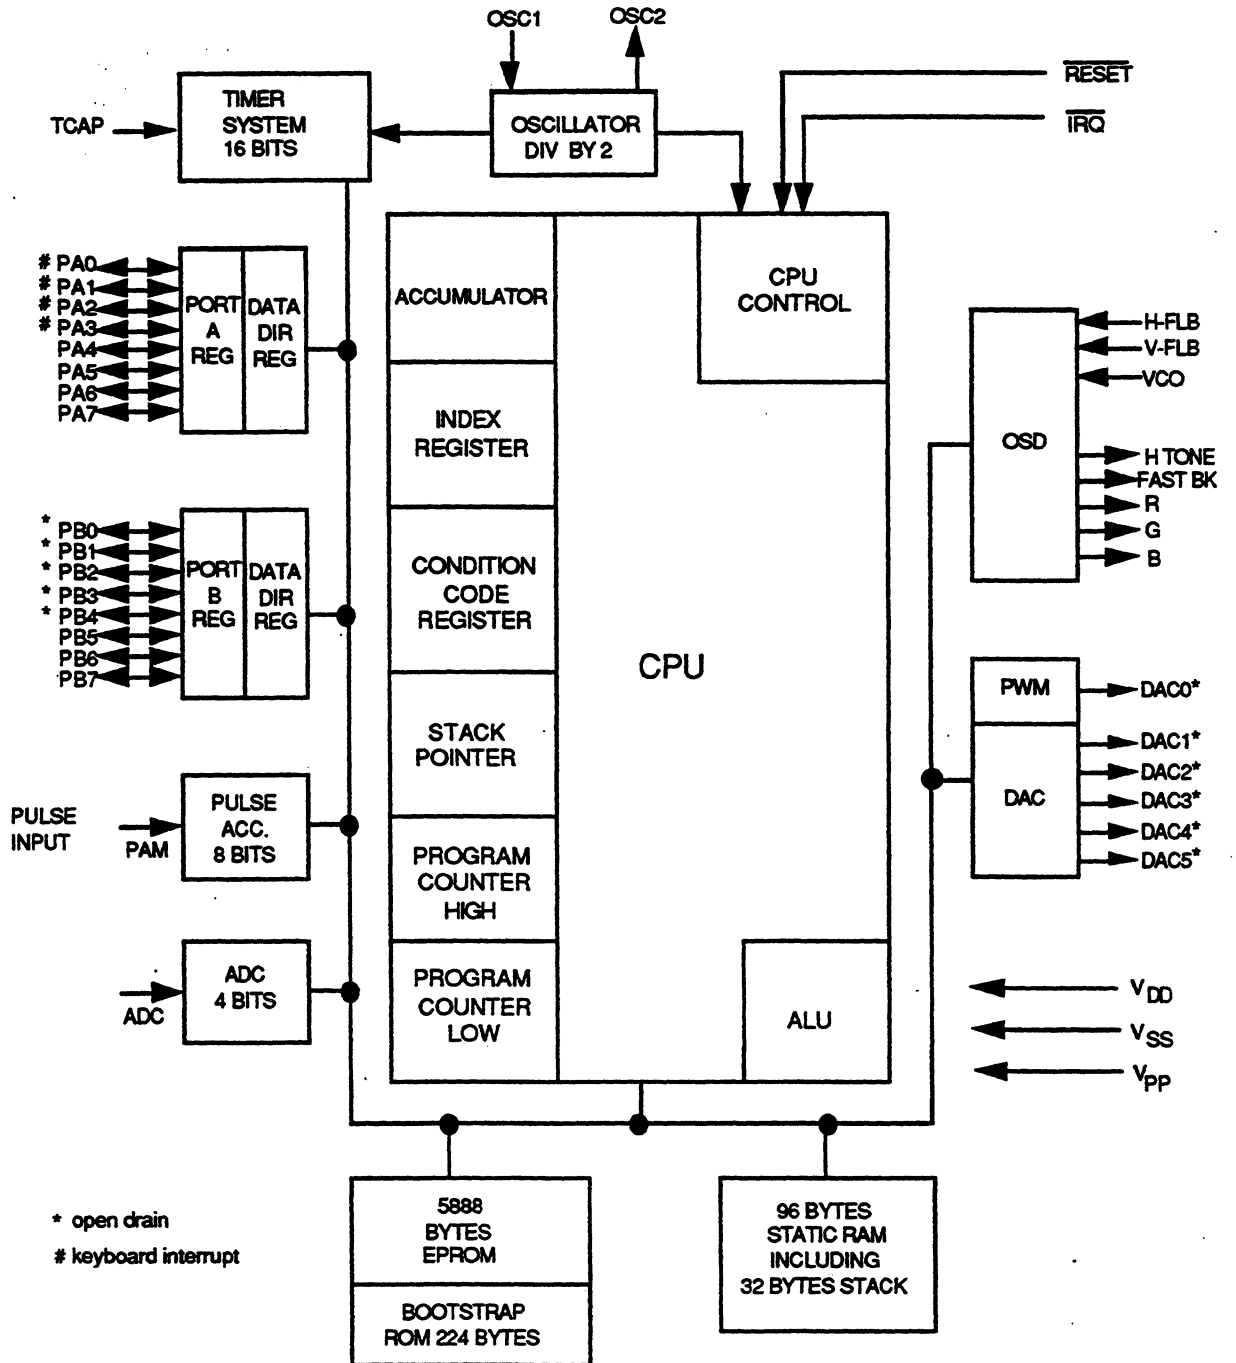 OSC1
OSC2
RESET
IRQ
TCAP
TIMER
SYSTEM
16 BITS
OSCILLATOR
DIV BY 2
# PA0
# PA1
# PA2
# PA3
PA4
PA5
PA6
PA7
PORT
A
REG
DATA
DIR
REG
ACCUMULATOR
CPU
CONTROL
H-FLB
V-FLB
VCO
OSD
H TONE
FAST BK
R
G
B
INDEX
REGISTER
* PB0
* PB1
* PB2
* PB3
* PB4
PB5
PB6
PB7
PORT
B
REG
DATA
DIR
REG
CONDITION
CODE
REGISTER
CPU
PWM
DAC0*
DAC
DAC1*
DAC2*
DAC3*
DAC4*
DAC5*
STACK
POINTER
PULSE
INPUT
PAM
PULSE
ACC.
8 BITS
PROGRAM
COUNTER
HIGH
ADC
ADC
4 BITS
PROGRAM
COUNTER
LOW
ALU
VDD
VSS
VPP
* open drain
# keyboard interrupt
5888
BYTES
EPROM
BOOTSTRAP
ROM 224 BYTES
96 BYTES
STATIC RAM
INCLUDING
32 BYTES STACK